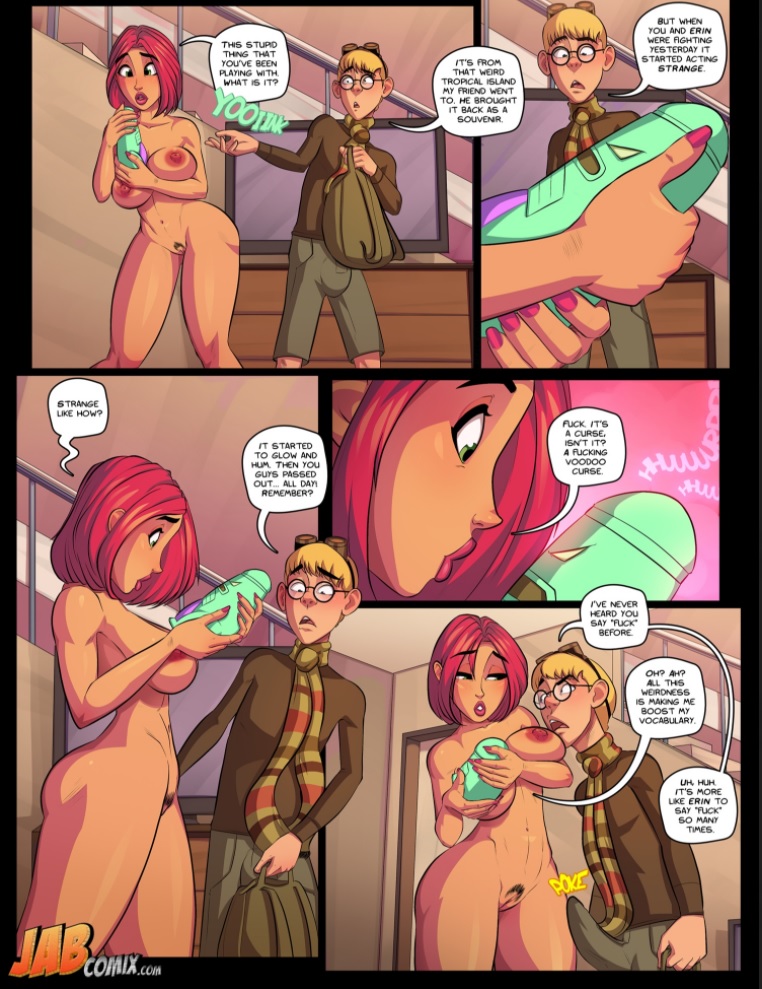 THIS STUPID
THING THAT
YOU'VE BEEN
PLAYING WITH.
WHAT IS IT?
YOOIINK
IT'S FROM
THAT WEIRD
TROPICAL ISLAND
MY FRIEND WENT
TO. HE BROUGHT
IT BACK AS A
SOUVENIR.
BUT WHEN
YOU AND ERIN
WERE FIGHTING
YESTERDAY IT
STARTED ACTING
STRANGE.
STRANGE
LIKE HOW?
IT STARTED
TO GLOW AND
HUM. THEN YOU
GUYS PASSED
OUT... ALL DAY!
REMEMBER?
FUCK. IT'S
A CURSE,
ISN'T IT?
A FUCKING
VOODOO
CURSE.
I'VE NEVER
HEARD YOU
SAY "FUCK"
BEFORE.
OH? AH?
ALL THIS
WEIRDNESS
IS MAKING ME
BOOST MY
VOCABULARY.
UH, HUH.
IT'S MORE
LIKE ERIN TO
SAY "FUCK"
SO MANY
TIMES.
POKE
JAB COMIX.COM